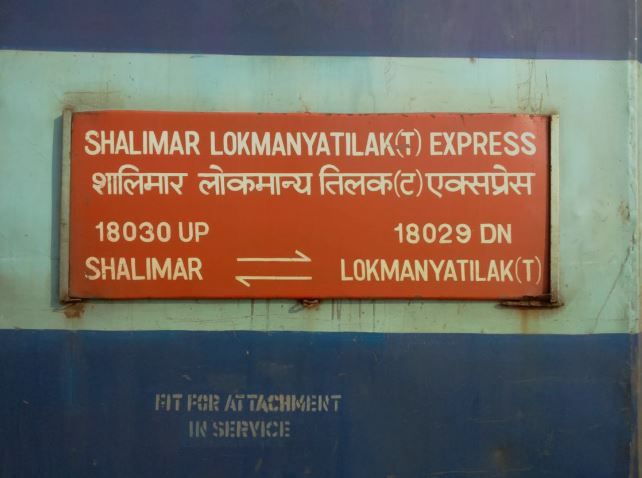 SHALIMAR LOKMANYATILAK(T) EXPRESS
शालिमार लोकमान्य तिलक(ट) एक्सप्रेस
18030 UP 18029 DN
SHALIMAR ⇌ LOKMANYATILAK(T)
FIT FOR ATTACHMENT
IN SERVICE